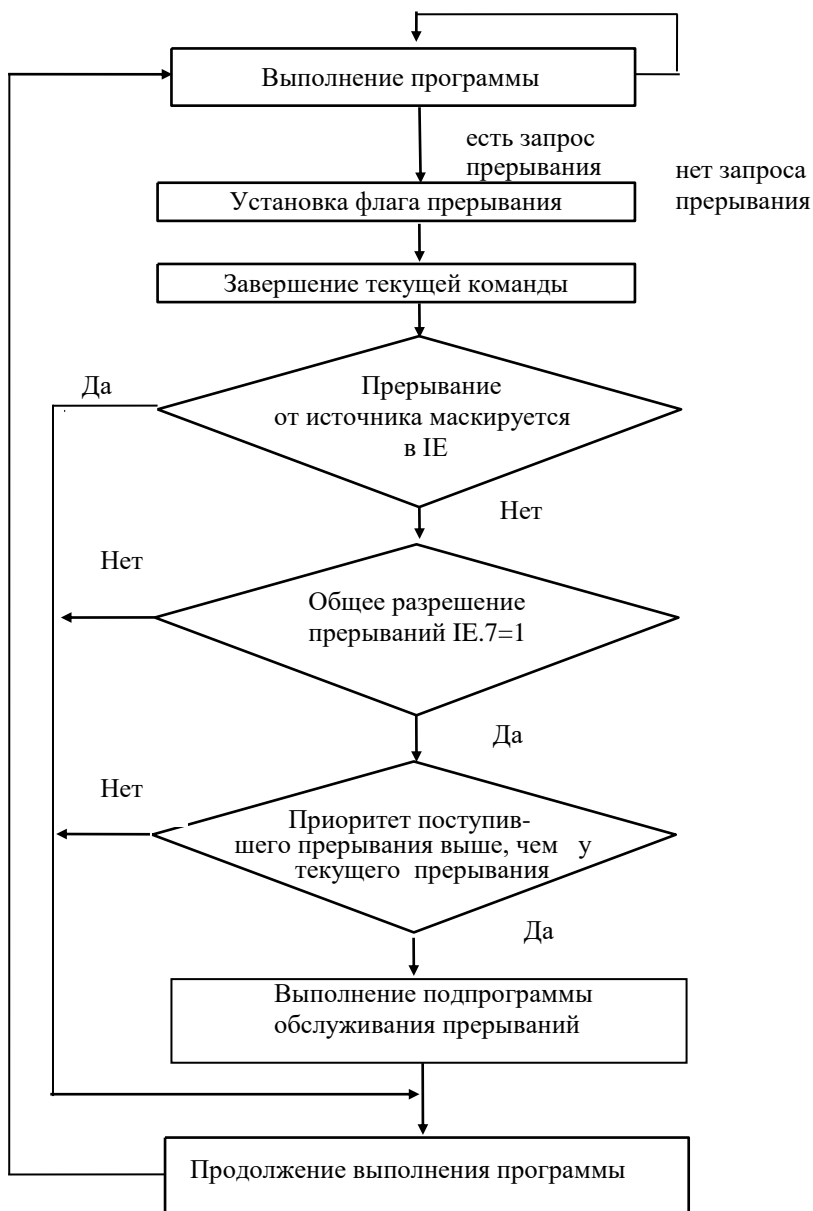 Выполнение программы
есть запрос
прерывания
нет запроса
прерывания
Установка флага прерывания
Завершение текущей команды
Да
Прерывание
от источника маскируется
в IE
Нет
Нет
Общее разрешение
прерываний IE.7=1
Да
Нет
Приоритет поступив-
шего прерывания выше, чем у
текущего прерывания
Да
Выполнение подпрограммы
обслуживания прерываний
Продолжение выполнения программы